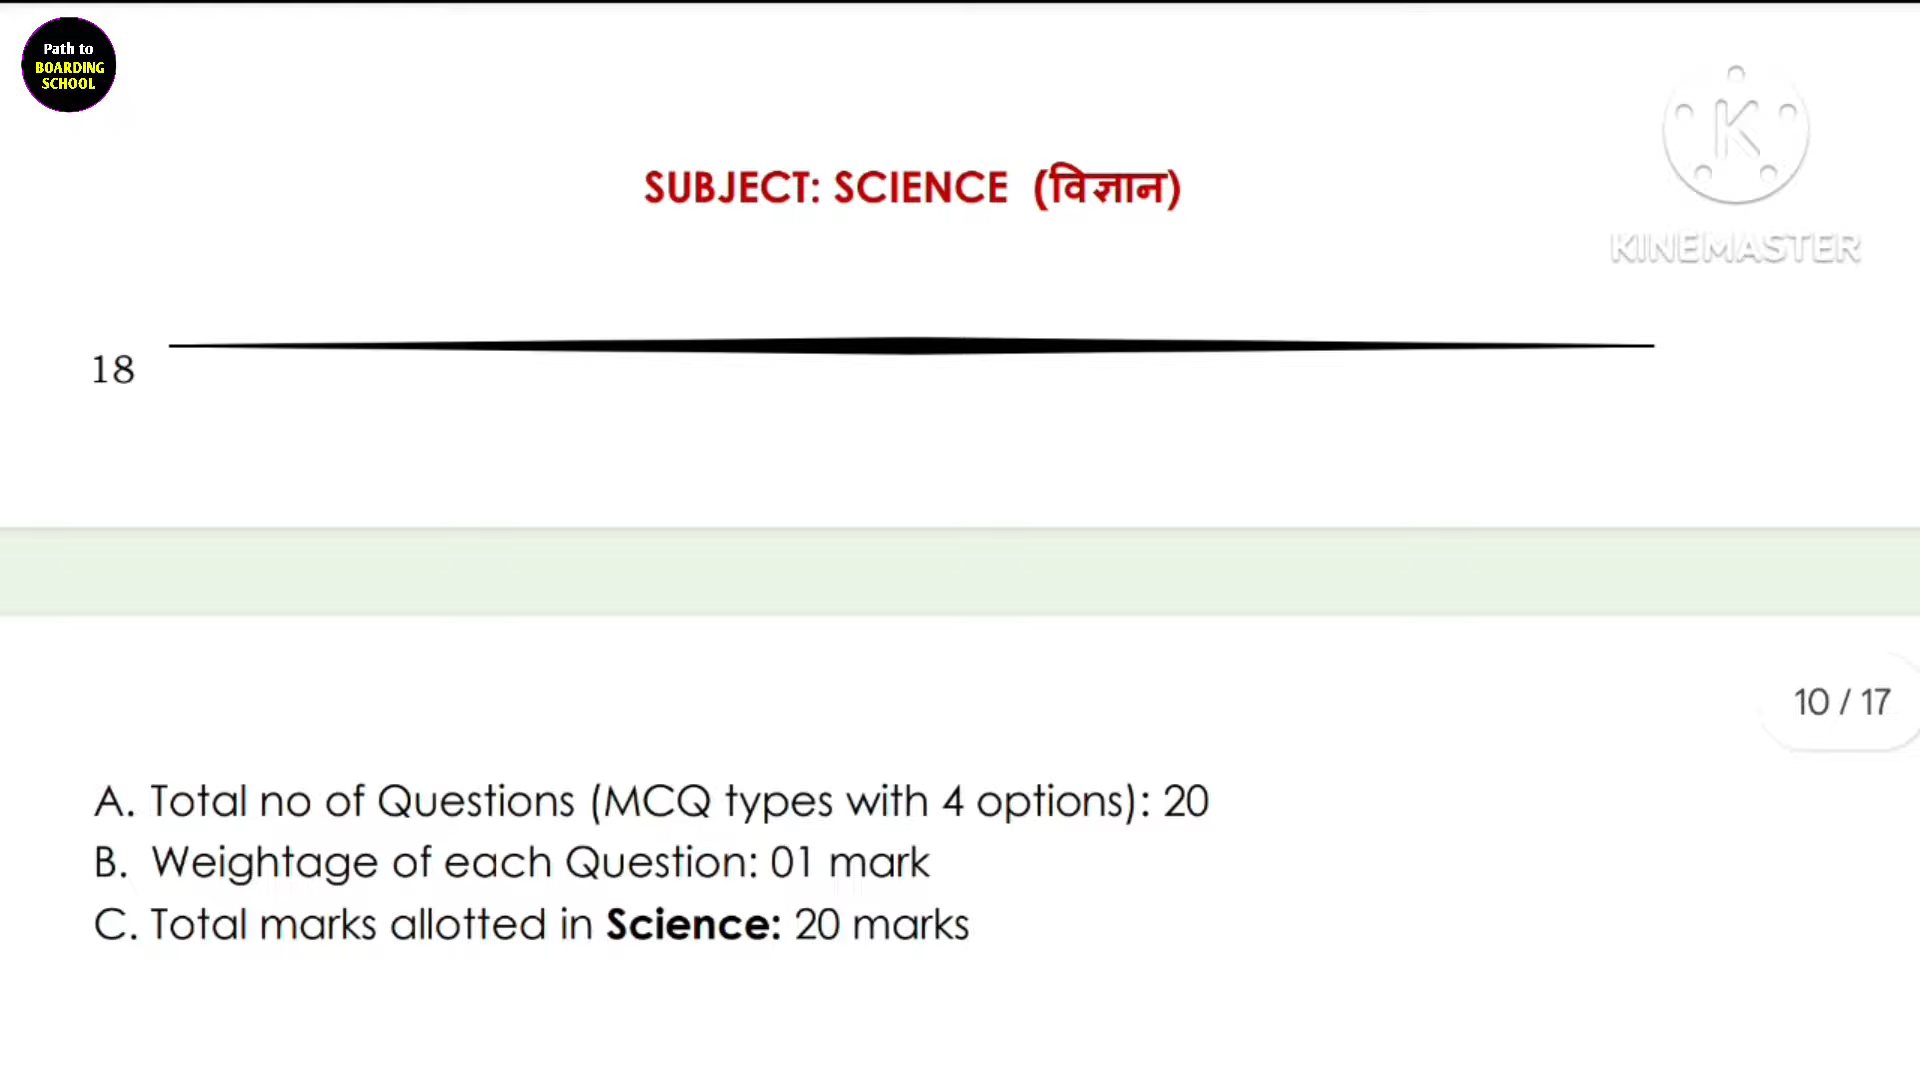 Path to
BOARDING
SCHOOL
K
KINEMASTER
SUBJECT: SCIENCE (विज्ञान)
18
10 / 17
A. Total no of Questions (MCQ types with 4 options): 20
B. Weightage of each Question: 01 mark
C. Total marks allotted in Science: 20 marks